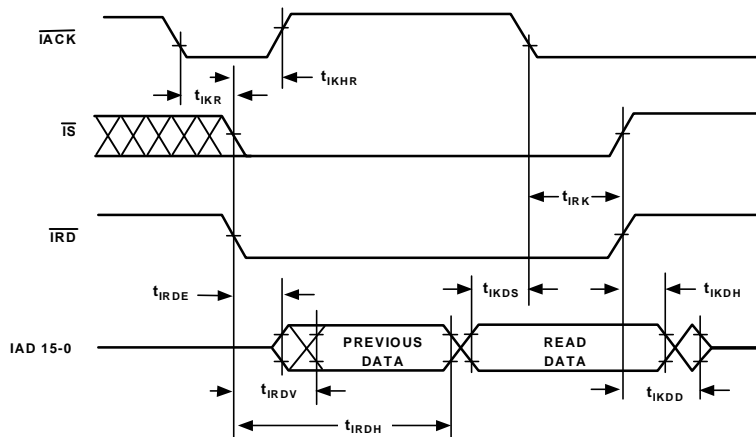 IACK
tIKHR
tIKR
IS
tIRK
IRD
tIRDE
tIKDS
tIKDH
IAD 15-0
PREVIOUS
DATA
READ
DATA
tIRDV
tIKDD
tIRDH